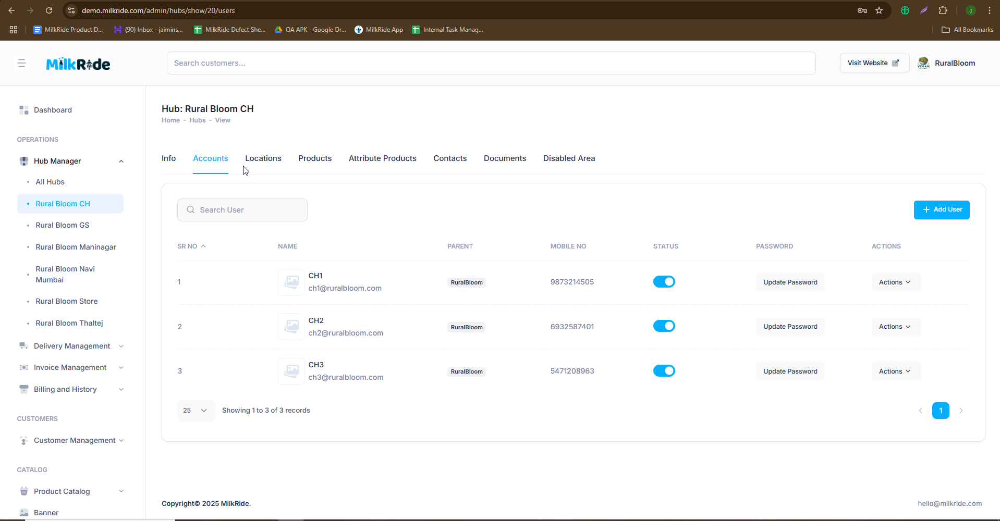 demo.milkride.com/admin/hubs/show/20/users
j
MilkRide Product D...
(90) Inbox - jaimins...
MilkRide Defect She...
QA APK - Google Dr...
MilkRide App
Internal Task Manag...
All Bookmarks
MilkRide
Search customers...
Visit Website
VEGAN
RuralBloom
Dashboard
OPERATIONS
Hub Manager
All Hubs
Rural Bloom CH
Rural Bloom GS
Rural Bloom Maninagar
Rural Bloom Navi
Mumbai
Rural Bloom Store
Rural Bloom Thaltej
Delivery Management
Invoice Management
Billing and History
CUSTOMERS
Customer Management
CATALOG
Product Catalog
Banner
Hub: Rural Bloom CH
Home - Hubs - View
Info Accounts Locations Products Attribute Products Contacts Documents Disabled Area
Search User
Add User
SR NO NAME PARENT MOBILE NO STATUS PASSWORD ACTIONS
1 CH1 RuralBloom 9873214505 Update Password Actions
ch1@ruralbloom.com
2 CH2 RuralBloom 6932587401 Update Password Actions
ch2@ruralbloom.com
3 CH3 RuralBloom 5471208963 Update Password Actions
ch3@ruralbloom.com
25 Showing 1 to 3 of 3 records
1
Copyright© 2025 MilkRide.
hello@milkride.com